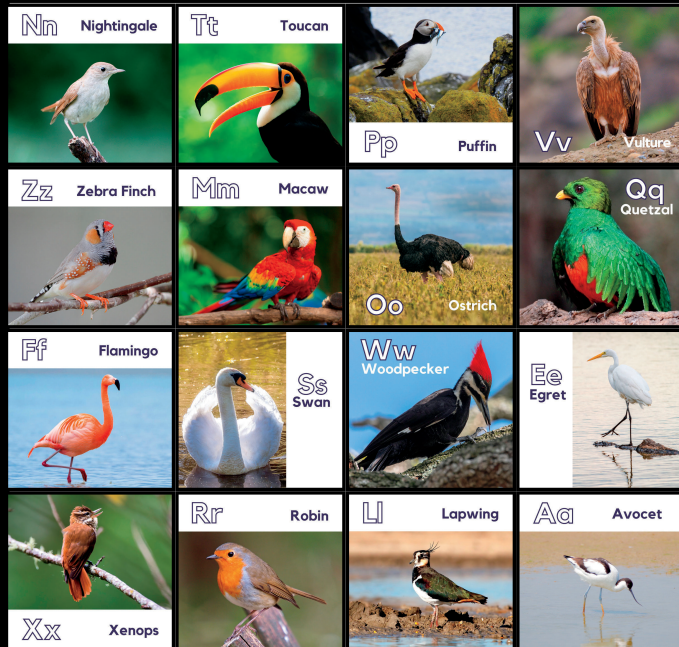 Nn Nightingale
Tt Toucan
Pp Puffin
Vv Vulture
Zz Zebra Finch
Mm Macaw
Oo Ostrich
Qq
Quetzal
Ff Flamingo
Ss
Swan
Ww
Woodpecker
Ee
Egret
Xx Xenops
Rr Robin
Ll Lapwing
Aa Avocet